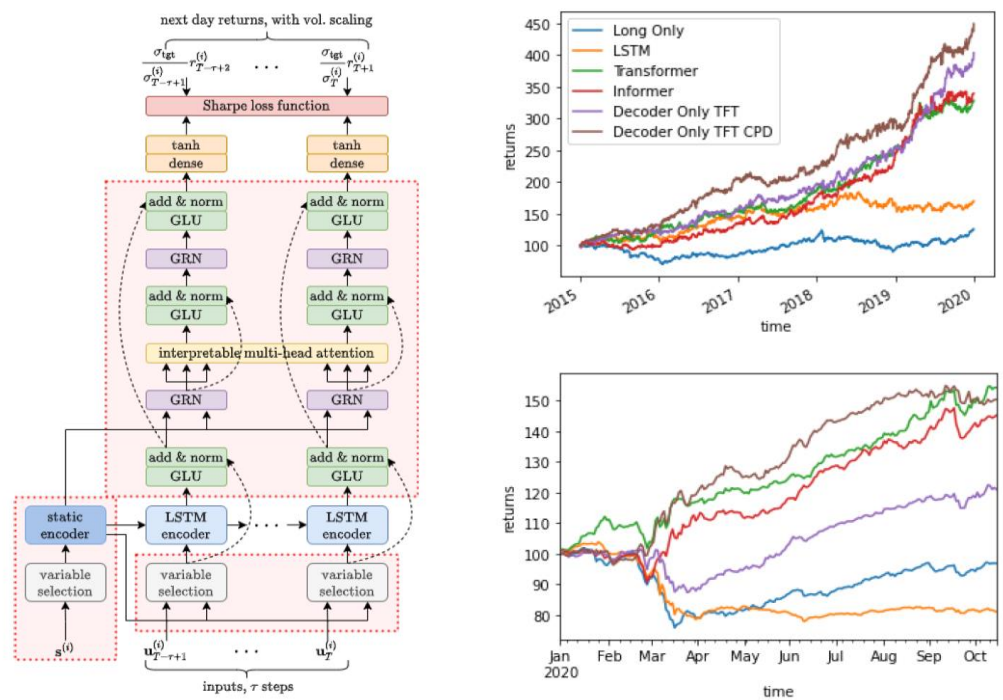 next day returns, with vol. scaling
σ_tgt / σ^(i)_{T−τ+1} r^(i)_{T−τ+2} · · · σ_tgt / σ^(i)_T r^(i)_{T+1}
Sharpe loss function
tanh tanh
dense dense
add & norm add & norm
GLU GLU
GRN GRN
add & norm add & norm
GLU GLU
interpretable multi-head attention
GRN GRN
add & norm add & norm
GLU GLU
static LSTM · · · LSTM
encoder encoder encoder
variable variable variable
selection selection selection
s^(i) u^(i)_{T−τ+1} · · · u^(i)_T
inputs, τ steps
450
400
350
300
250
200
150
100
returns
Long Only
LSTM
Transformer
Informer
Decoder Only TFT
Decoder Only TFT CPD
2015 2016 2017 2018 2019 2020
time
150
140
130
120
110
100
90
80
returns
Jan Feb Mar Apr May Jun Jul Aug Sep Oct
2020
time